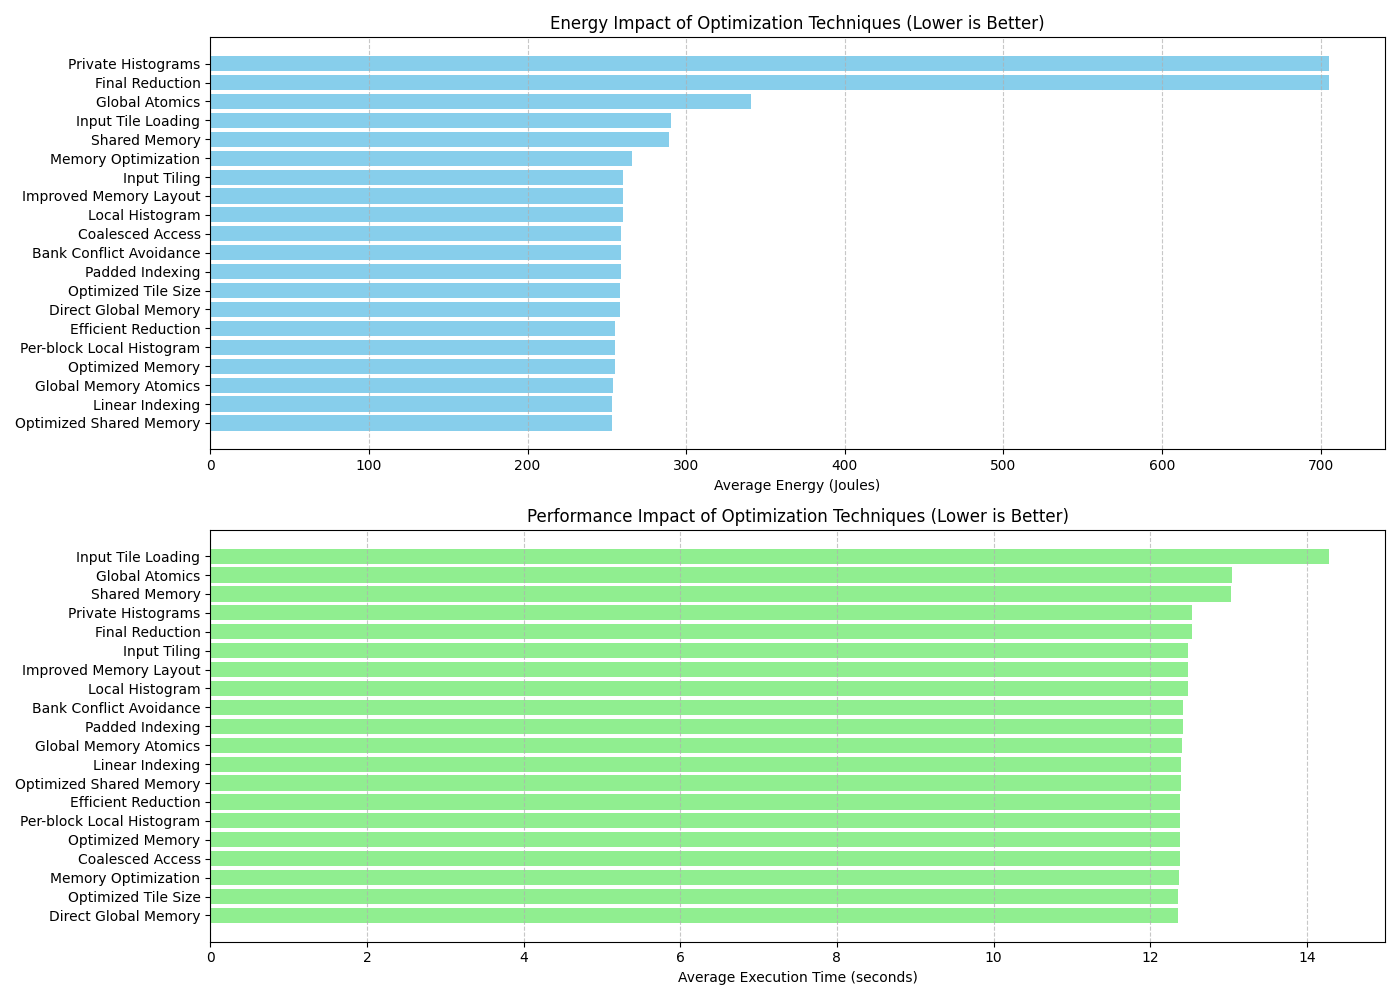 Energy Impact of Optimization Techniques (Lower is Better)
Private Histograms
Final Reduction
Global Atomics
Input Tile Loading
Shared Memory
Memory Optimization
Input Tiling
Improved Memory Layout
Local Histogram
Coalesced Access
Bank Conflict Avoidance
Padded Indexing
Optimized Tile Size
Direct Global Memory
Efficient Reduction
Per-block Local Histogram
Optimized Memory
Global Memory Atomics
Linear Indexing
Optimized Shared Memory
0 100 200 300 400 500 600 700
Average Energy (Joules)
Performance Impact of Optimization Techniques (Lower is Better)
Input Tile Loading
Global Atomics
Shared Memory
Private Histograms
Final Reduction
Input Tiling
Improved Memory Layout
Local Histogram
Bank Conflict Avoidance
Padded Indexing
Global Memory Atomics
Linear Indexing
Optimized Shared Memory
Efficient Reduction
Per-block Local Histogram
Optimized Memory
Coalesced Access
Memory Optimization
Optimized Tile Size
Direct Global Memory
0 2 4 6 8 10 12 14
Average Execution Time (seconds)